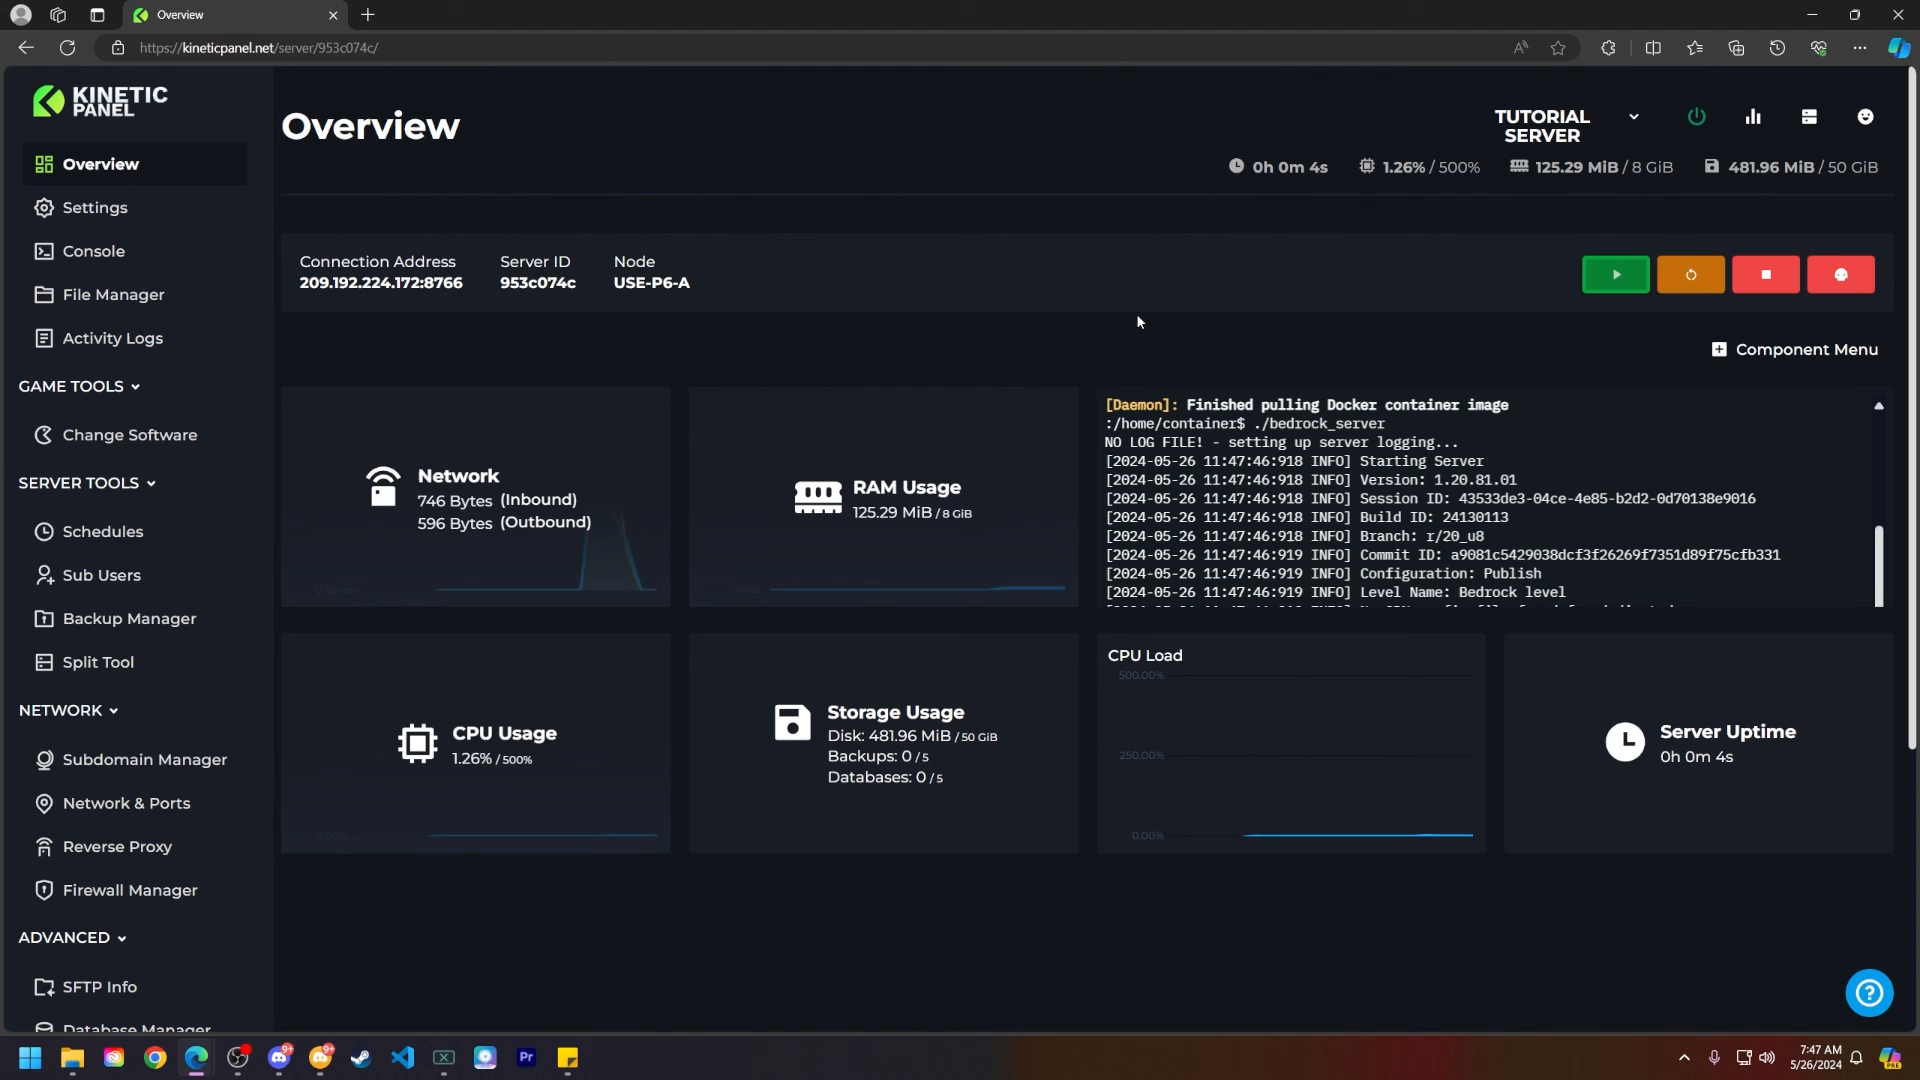 Overview
https://kineticpanel.net/server/953c074c/
KINETIC
PANEL
Overview
TUTORIAL
SERVER
0h 0m 4s
1.26% / 500%
125.29 MiB / 8 GiB
481.96 MiB / 50 GiB
Overview
Settings
Console
File Manager
Activity Logs
GAME TOOLS
Change Software
SERVER TOOLS
Schedules
Sub Users
Backup Manager
Split Tool
NETWORK
Subdomain Manager
Network & Ports
Reverse Proxy
Firewall Manager
ADVANCED
SFTP Info
Database Manager
Connection Address
209.192.224.172:8766
Server ID
953c074c
Node
USE-P6-A
Component Menu
Network
746 Bytes (Inbound)
596 Bytes (Outbound)
RAM Usage
125.29 MiB / 8 GiB
[Daemon]: Finished pulling Docker container image
:/home/container$ ./bedrock_server
NO LOG FILE! - setting up server logging...
[2024-05-26 11:47:46:918 INFO] Starting Server
[2024-05-26 11:47:46:918 INFO] Version: 1.20.81.01
[2024-05-26 11:47:46:918 INFO] Session ID: 43533de3-04ce-4e85-b2d2-0d70138e9016
[2024-05-26 11:47:46:918 INFO] Build ID: 24130113
[2024-05-26 11:47:46:918 INFO] Branch: r/20_u8
[2024-05-26 11:47:46:919 INFO] Commit ID: a9081c5429038dcf3f26269f7351d89f75cfb331
[2024-05-26 11:47:46:919 INFO] Configuration: Publish
[2024-05-26 11:47:46:919 INFO] Level Name: Bedrock level
CPU Usage
1.26% / 500%
0.00%
Storage Usage
Disk: 481.96 MiB / 50 GiB
Backups: 0 / 5
Databases: 0 / 5
CPU Load
500.00%
250.00%
0.00%
Server Uptime
0h 0m 4s
7:47 AM
5/26/2024
9+
9+
Pr
PRE